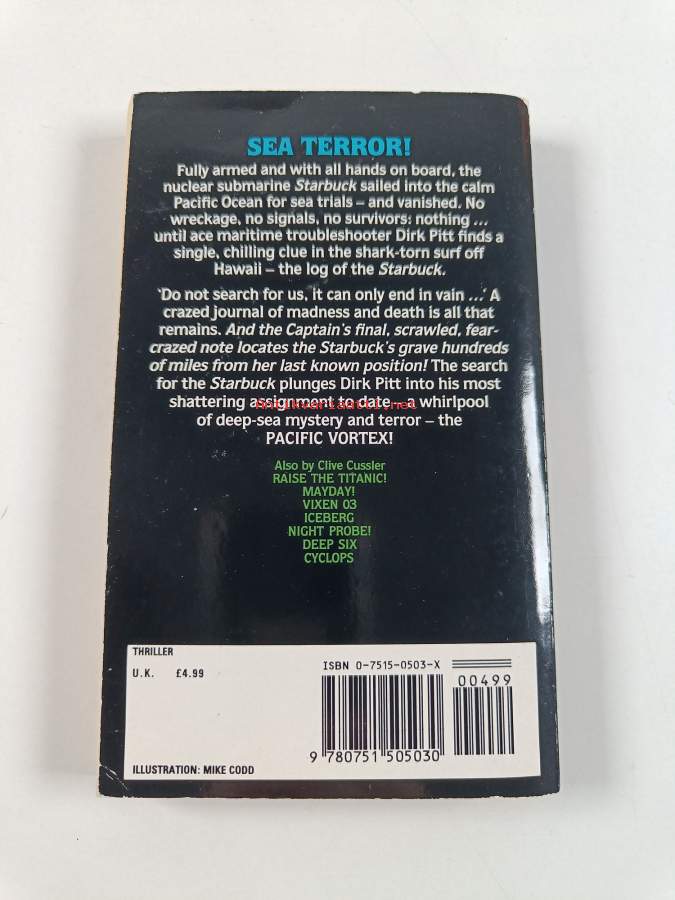 SEA TERROR!
Fully armed and with all hands on board, the
nuclear submarine Starbuck sailed into the calm
Pacific Ocean for sea trials – and vanished. No
wreckage, no signals, no survivors: nothing ...
until ace maritime troubleshooter Dirk Pitt finds a
single, chilling clue in the shark-torn surf off
Hawaii – the log of the Starbuck.
'Do not search for us, it can only end in vain ...' A
crazed journal of madness and death is all that
remains. And the Captain's final, scrawled, fear-
crazed note locates the Starbuck's grave hundreds
of miles from her last known position! The search
for the Starbuck plunges Dirk Pitt into his most
shattering assignment to date – a whirlpool
antikvariaatti.net
of deep-sea mystery and terror – the
PACIFIC VORTEX!
Also by Clive Cussler
RAISE THE TITANIC!
MAYDAY!
VIXEN 03
ICEBERG
NIGHT PROBE!
DEEP SIX
CYCLOPS
THRILLER
U.K. £4.99
ISBN 0-7515-0503-X
00499
9 780751 505030
ILLUSTRATION: MIKE CODD